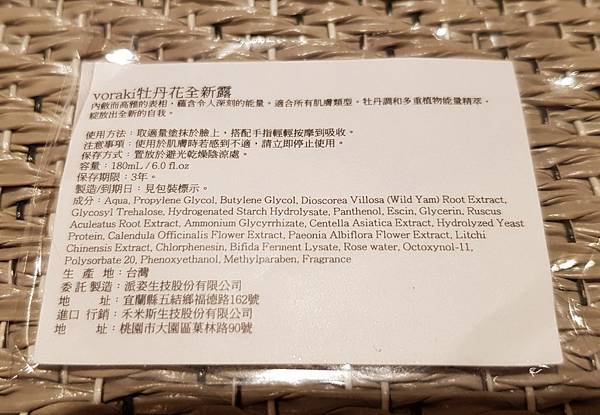 voraki牡丹花全新露
內斂而高雅的表相，蘊含令人深刻的能量。適合所有肌膚類型。牡丹調和多重植物能量精萃，
綻放出全新的自我。
使用方法：取適量塗抹於臉上，搭配手指輕輕按摩到吸收。
注意事項：使用於肌膚時若感到不適，請立即停止使用。
保存方式：置放於避光乾燥陰涼處。
容量：180mL / 6.0 fl.oz
保存期限：3年。
製造/到期日：見包裝標示。
成分：Aqua, Propylene Glycol, Butylene Glycol, Dioscorea Villosa (Wild Yam) Root Extract,
Glycosyl Trehalose, Hydrogenated Starch Hydrolysate, Panthenol, Escin, Glycerin, Ruscus
Aculeatus Root Extract, Ammonium Glycyrrhizate, Centella Asiatica Extract, Hydrolyzed Yeast
Protein, Calendula Officinalis Flower Extract, Paeonia Albiflora Flower Extract, Litchi
Chinensis Extract, Chlorphenesin, Bifida Ferment Lysate, Rose water, Octoxynol-11,
Polysorbate 20, Phenoxyethanol, Methylparaben, Fragrance
生 產 地：台灣
委託製造：派姿生技股份有限公司
地 址：宜蘭縣五結鄉福德路162號
進口行銷：禾米斯生技股份有限公司
地 址：桃園市大園區菓林路90號